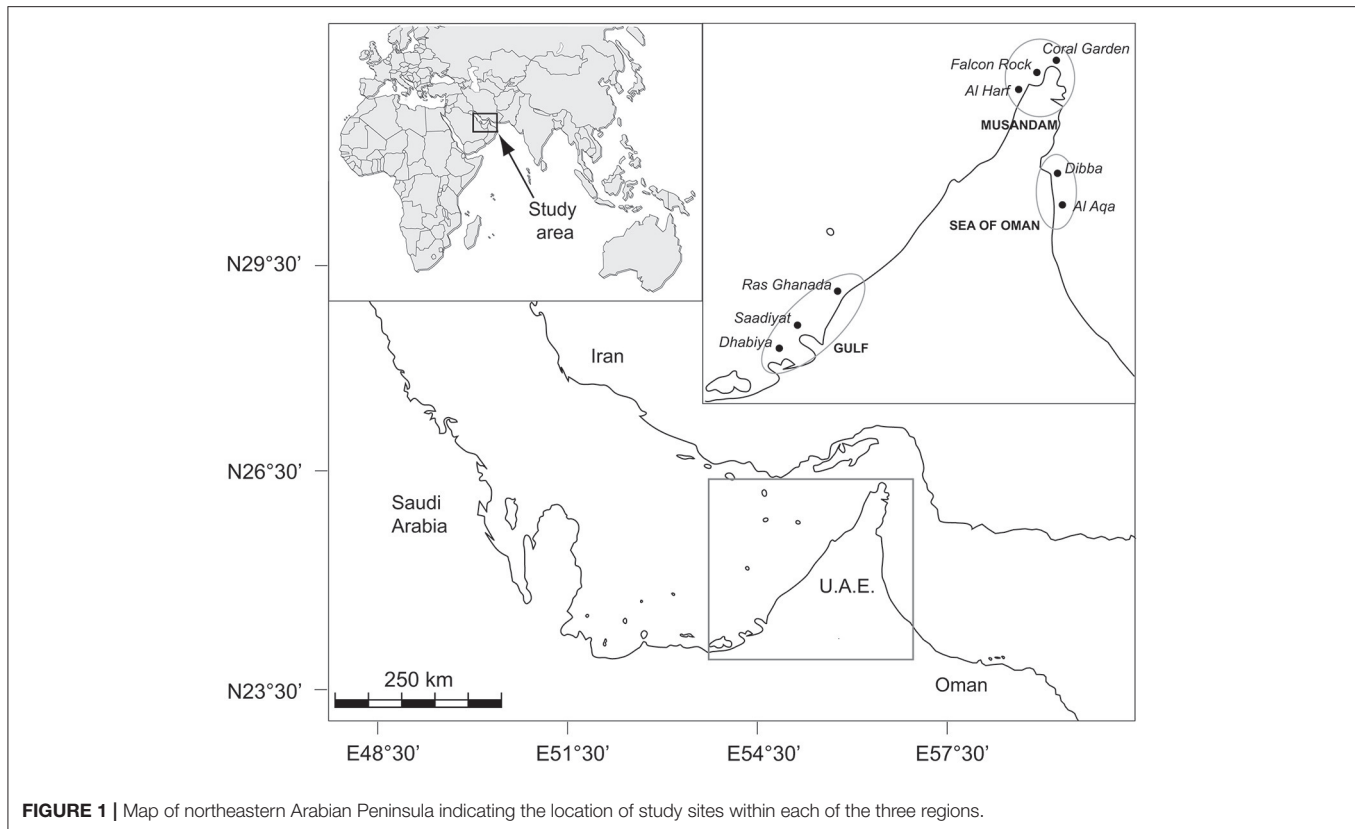 Study
area
Coral Garden
Falcon Rock
Al Harf
MUSANDAM
Dibba
Al Aqa
SEA OF OMAN
Ras Ghanada
Saadiyat
Dhabiya
GULF
N29°30’
Iran
N26°30’
Saudi
Arabia
U.A.E.
250 km
Oman
N23°30’
E48°30’
E51°30’
E54°30’
E57°30’
FIGURE 1 | Map of northeastern Arabian Peninsula indicating the location of study sites within each of the three regions.